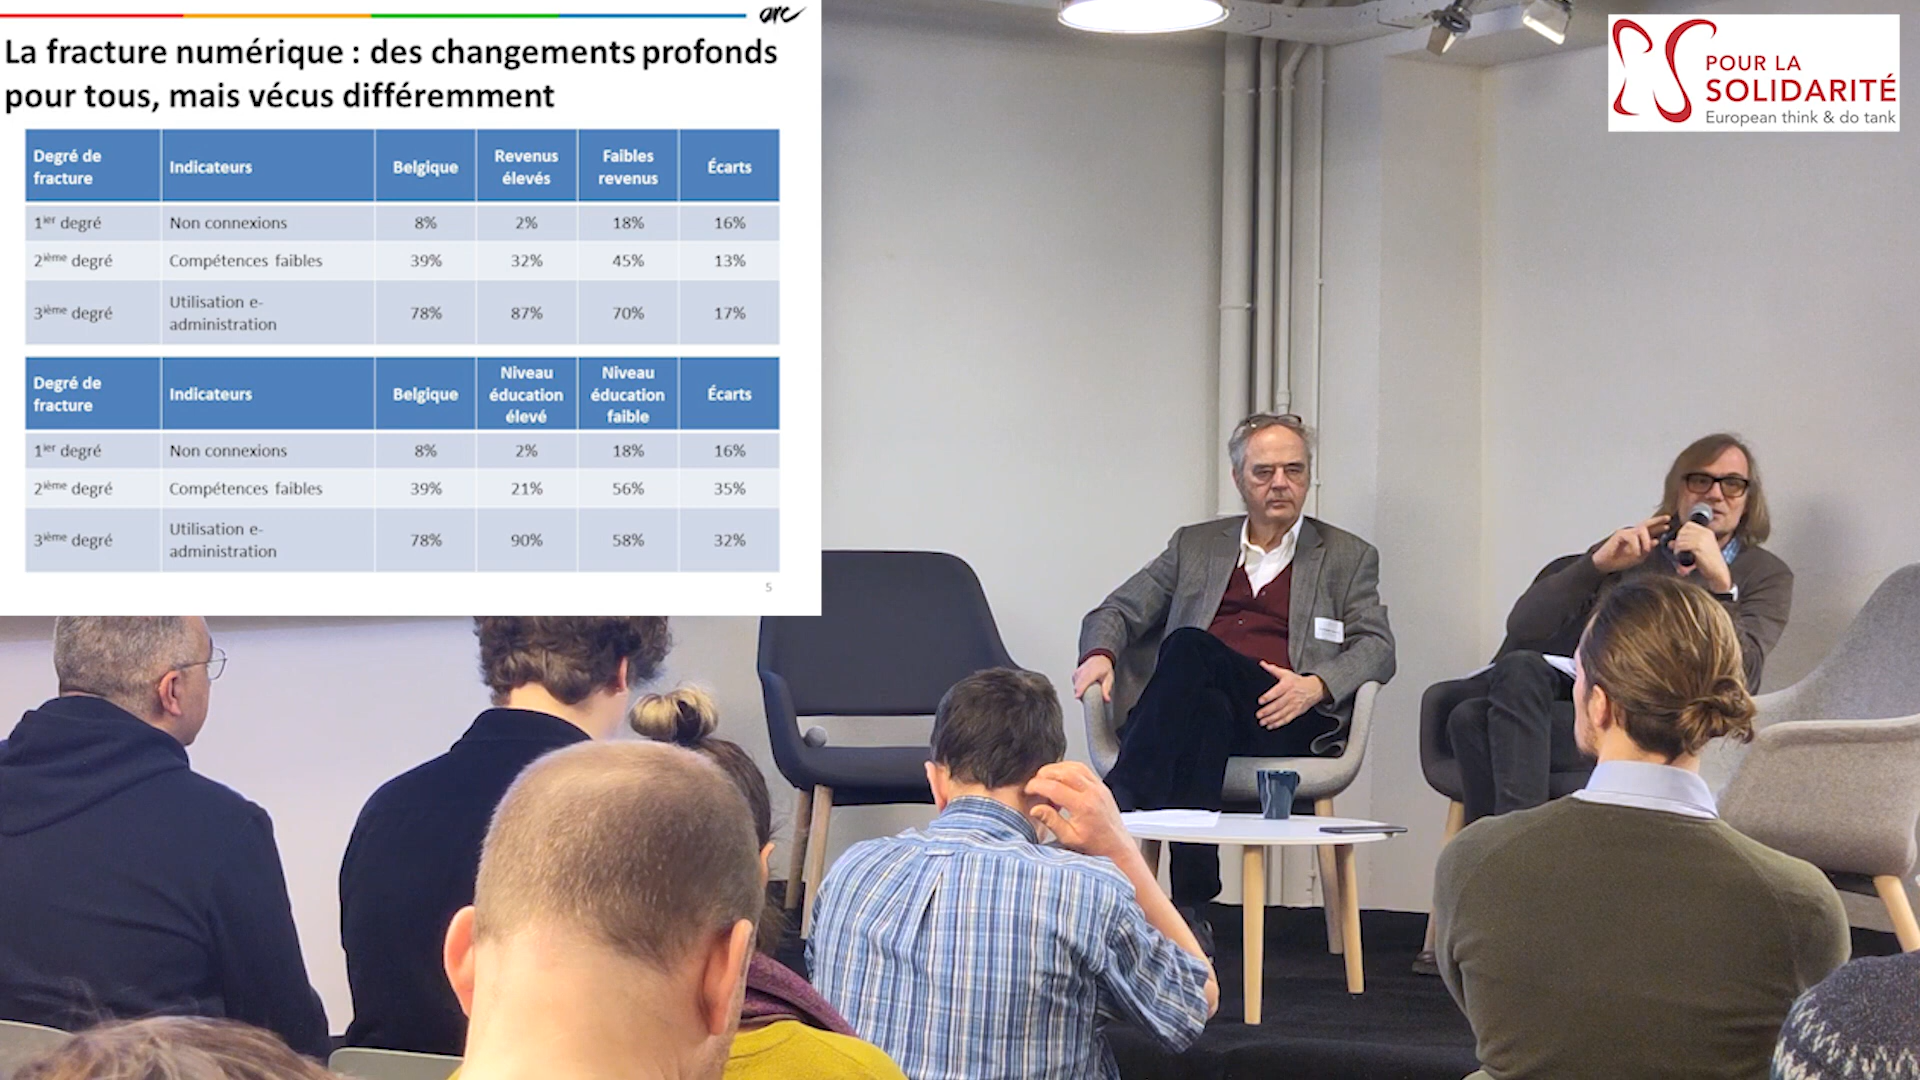 arc
La fracture numérique : des changements profonds
pour tous, mais vécus différemment
Degré de fracture Indicateurs Belgique Revenus élevés Faibles revenus Écarts
1ier degré Non connexions 8% 2% 18% 16%
2ième degré Compétences faibles 39% 32% 45% 13%
3ième degré Utilisation e-administration 78% 87% 70% 17%
Degré de fracture Indicateurs Belgique Niveau éducation élevé Niveau éducation faible Écarts
1ier degré Non connexions 8% 2% 18% 16%
2ième degré Compétences faibles 39% 21% 56% 35%
3ième degré Utilisation e-administration 78% 90% 58% 32%
5
POUR LA
SOLIDARITÉ
European think & do tank